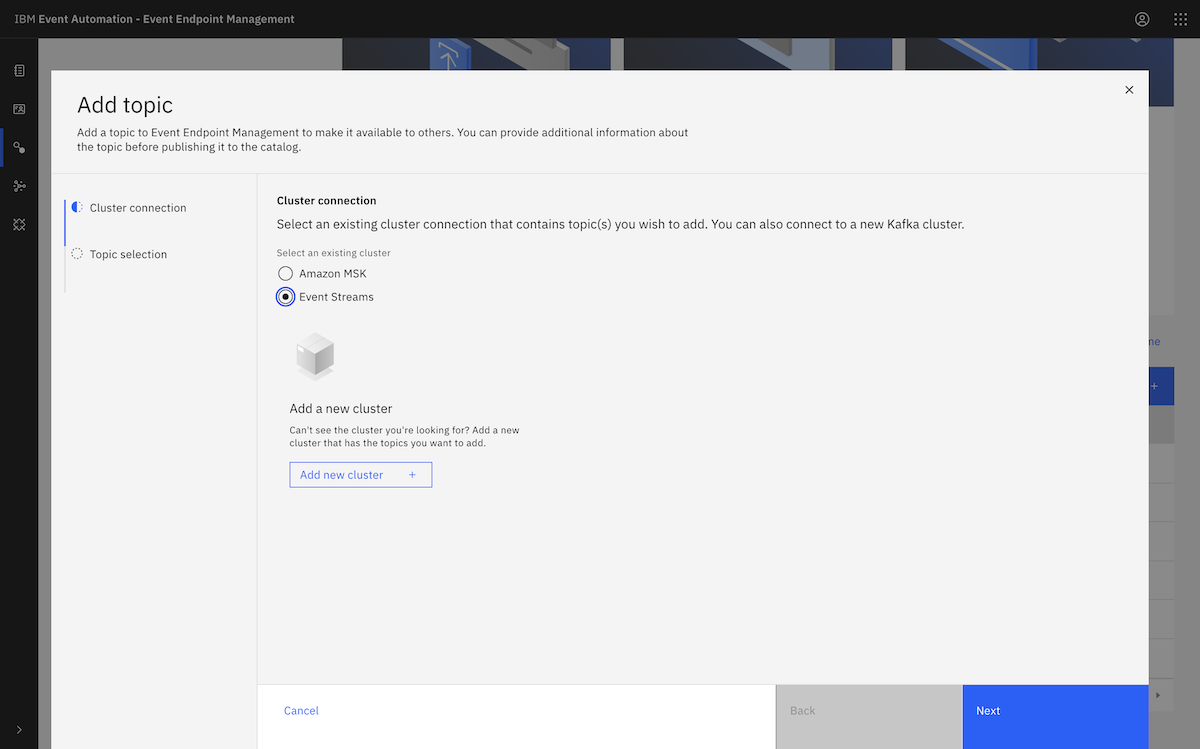 IBM Event Automation - Event Endpoint Management
Add topic
Add a topic to Event Endpoint Management to make it available to others. You can provide additional information about
the topic before publishing it to the catalog.
Cluster connection
Topic selection
Cluster connection
Select an existing cluster connection that contains topic(s) you wish to add. You can also connect to a new Kafka cluster.
Select an existing cluster
Amazon MSK
Event Streams
Add a new cluster
Can't see the cluster you're looking for? Add a new
cluster that has the topics you want to add.
Add new cluster +
Cancel
Back
Next